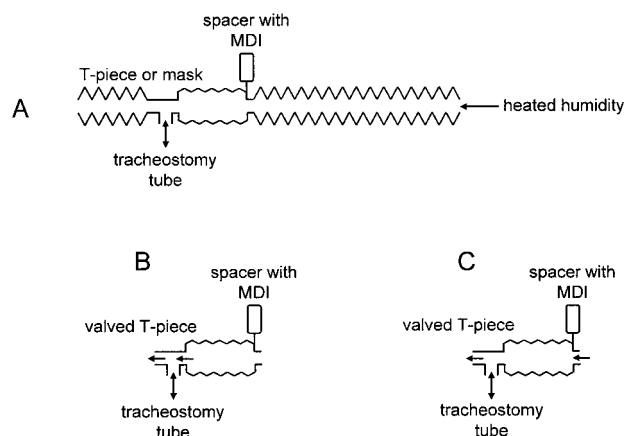 spacer with
MDI
T-piece or mask
A
heated humidity
tracheostomy
tube
B
spacer with
MDI
valved T-piece
tracheostomy
tube
C
spacer with
MDI
valved T-piece
tracheostomy
tube